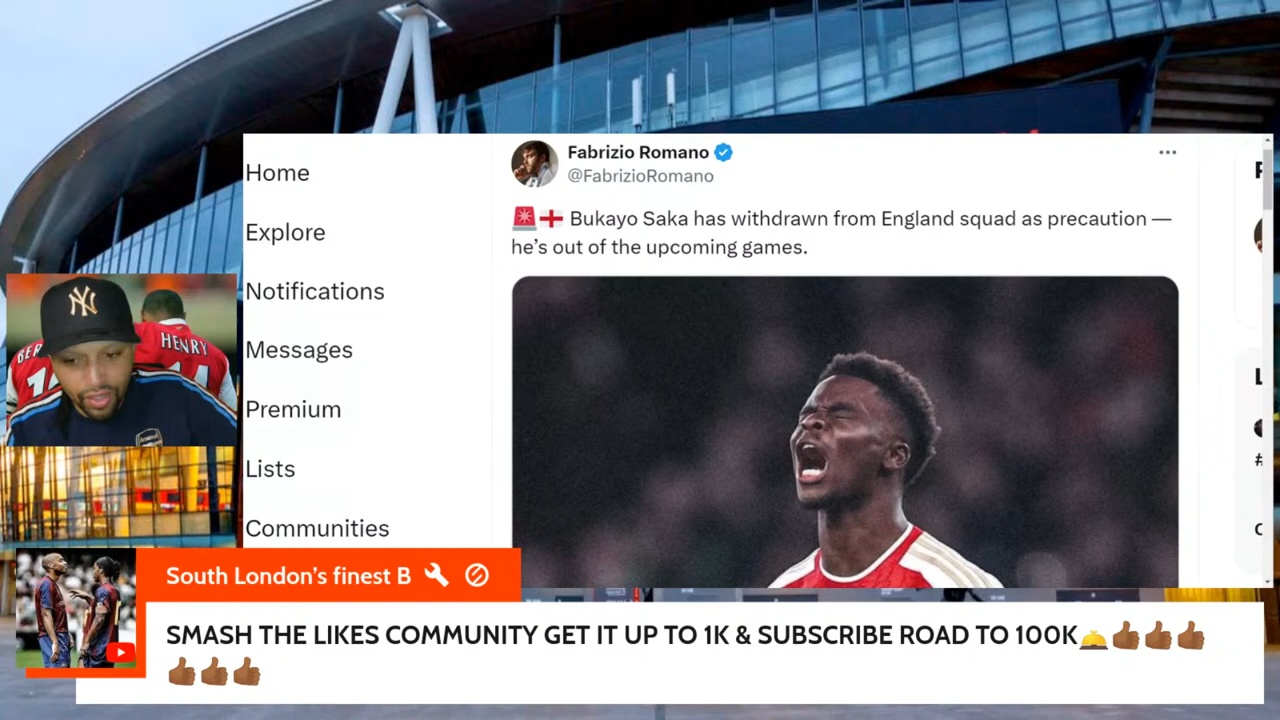 Home
Explore
Notifications
Messages
Premium
Lists
Communities
Fabrizio Romano
@FabrizioRomano
🚨🏴󠁧󠁢󠁥󠁮󠁧󠁿 Bukayo Saka has withdrawn from England squad as precaution —
he's out of the upcoming games.
NY
HENRY
BER
South London's finest B
SMASH THE LIKES COMMUNITY GET IT UP TO 1K & SUBSCRIBE ROAD TO 100K🛎️👍🏾👍🏾👍🏾
👍🏾👍🏾👍🏾